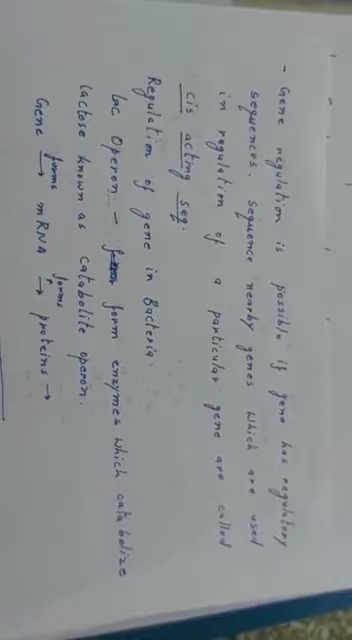 - Gene regulation is possible if gene has regulatory
sequences. Sequence nearby genes which are used
in regulation of a particular gene are called
cis acting seq.
Regulation of gene in Bacteria.
lac Operon - form enzymes which catabolize
lactose known as catabolite operon.
Gene forms → mRNA forms → proteins →